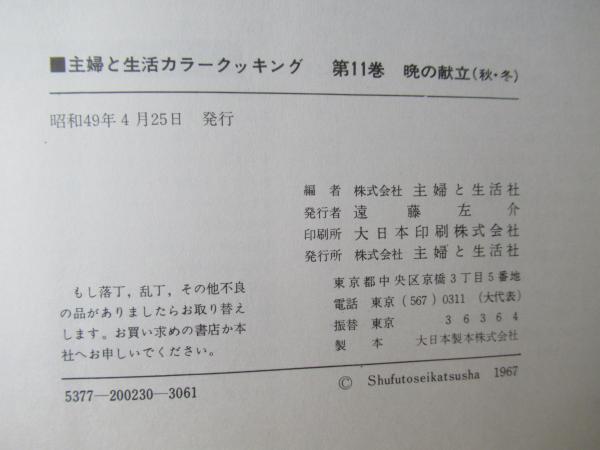 ■主婦と生活カラークッキング　第11巻　晩の献立(秋・冬)
昭和49年4月25日　発行
編　者　株式会社 主婦と生活社
発行者　遠藤左介
印刷所　大日本印刷株式会社
発行所　株式会社 主婦と生活社
東京都中央区京橋3丁目5番地
電話　東京(567)0311(大代表)
振替　東京　36364
製　本　大日本製本株式会社
もし落丁，乱丁，その他不良
の品がありましたらお取り替え
します。お買い求めの書店か本
社へお申しいでください。
© Shufutoseikatsusha 1967
5377—200230—3061